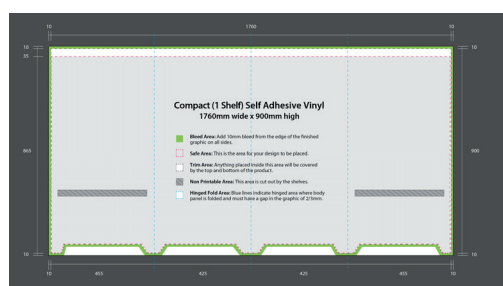 10 1760 10
10 10
35
Compact (1 Shelf) Self Adhesive Vinyl
1760mm wide x 900mm high
Bleed Area: Add 10mm bleed from the edge of the finished
graphic on all sides.
Safe Area: This is the area for your design to be placed.
865 900
Trim Area: Anything placed inside this area will be covered
by the top and bottom of the product.
Non Printable Area: This area is cut out by the shelves.
Hinged Fold Area: Blue lines indicate hinged area where body
panel is folded and must have a gap in the graphic of 2/3mm.
10 10
10 455 425 425 455 10